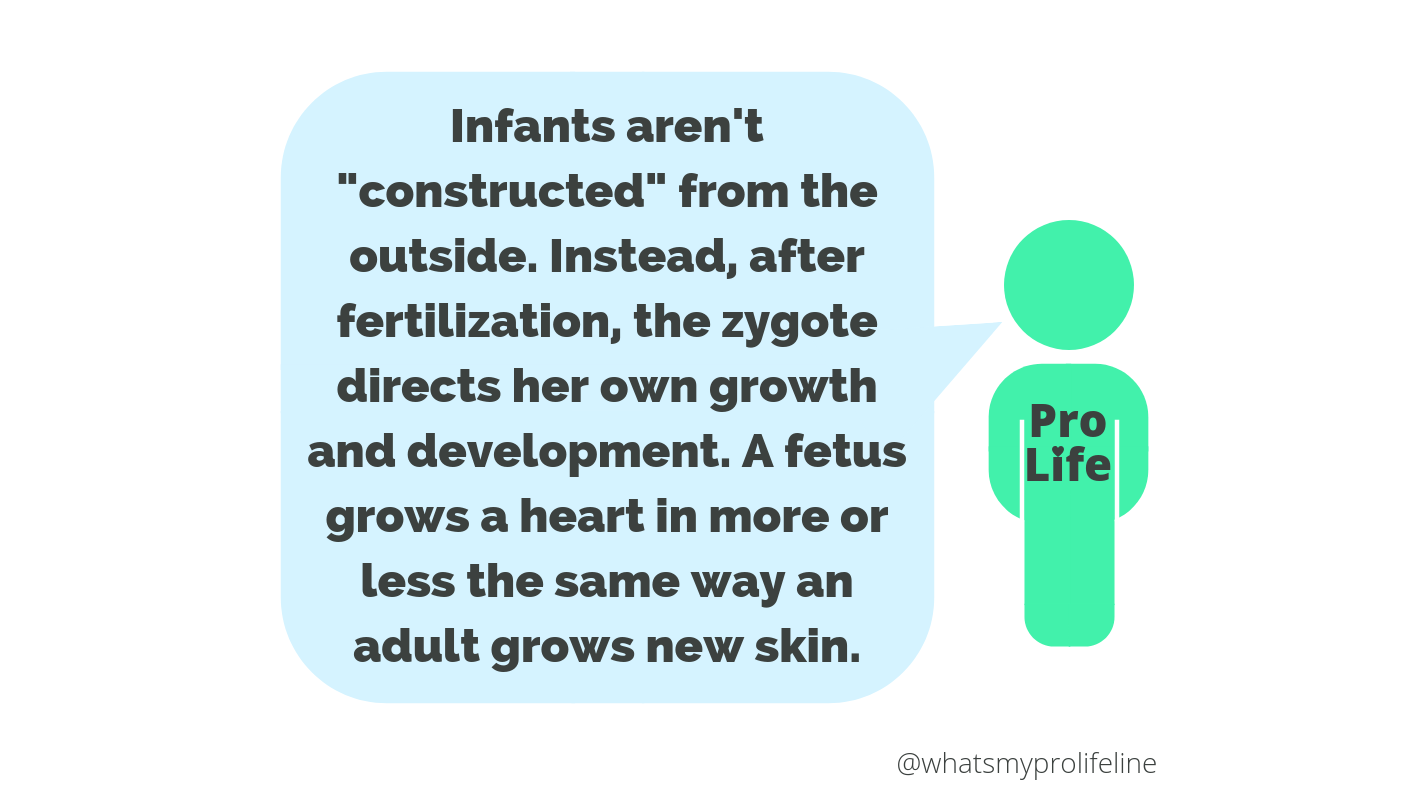 Infants aren't
"constructed" from the
outside. Instead, after
fertilization, the zygote
directs her own growth
and development. A fetus
grows a heart in more or
less the same way an
adult grows new skin.
Pro
Life
@whatsmyprolifeline